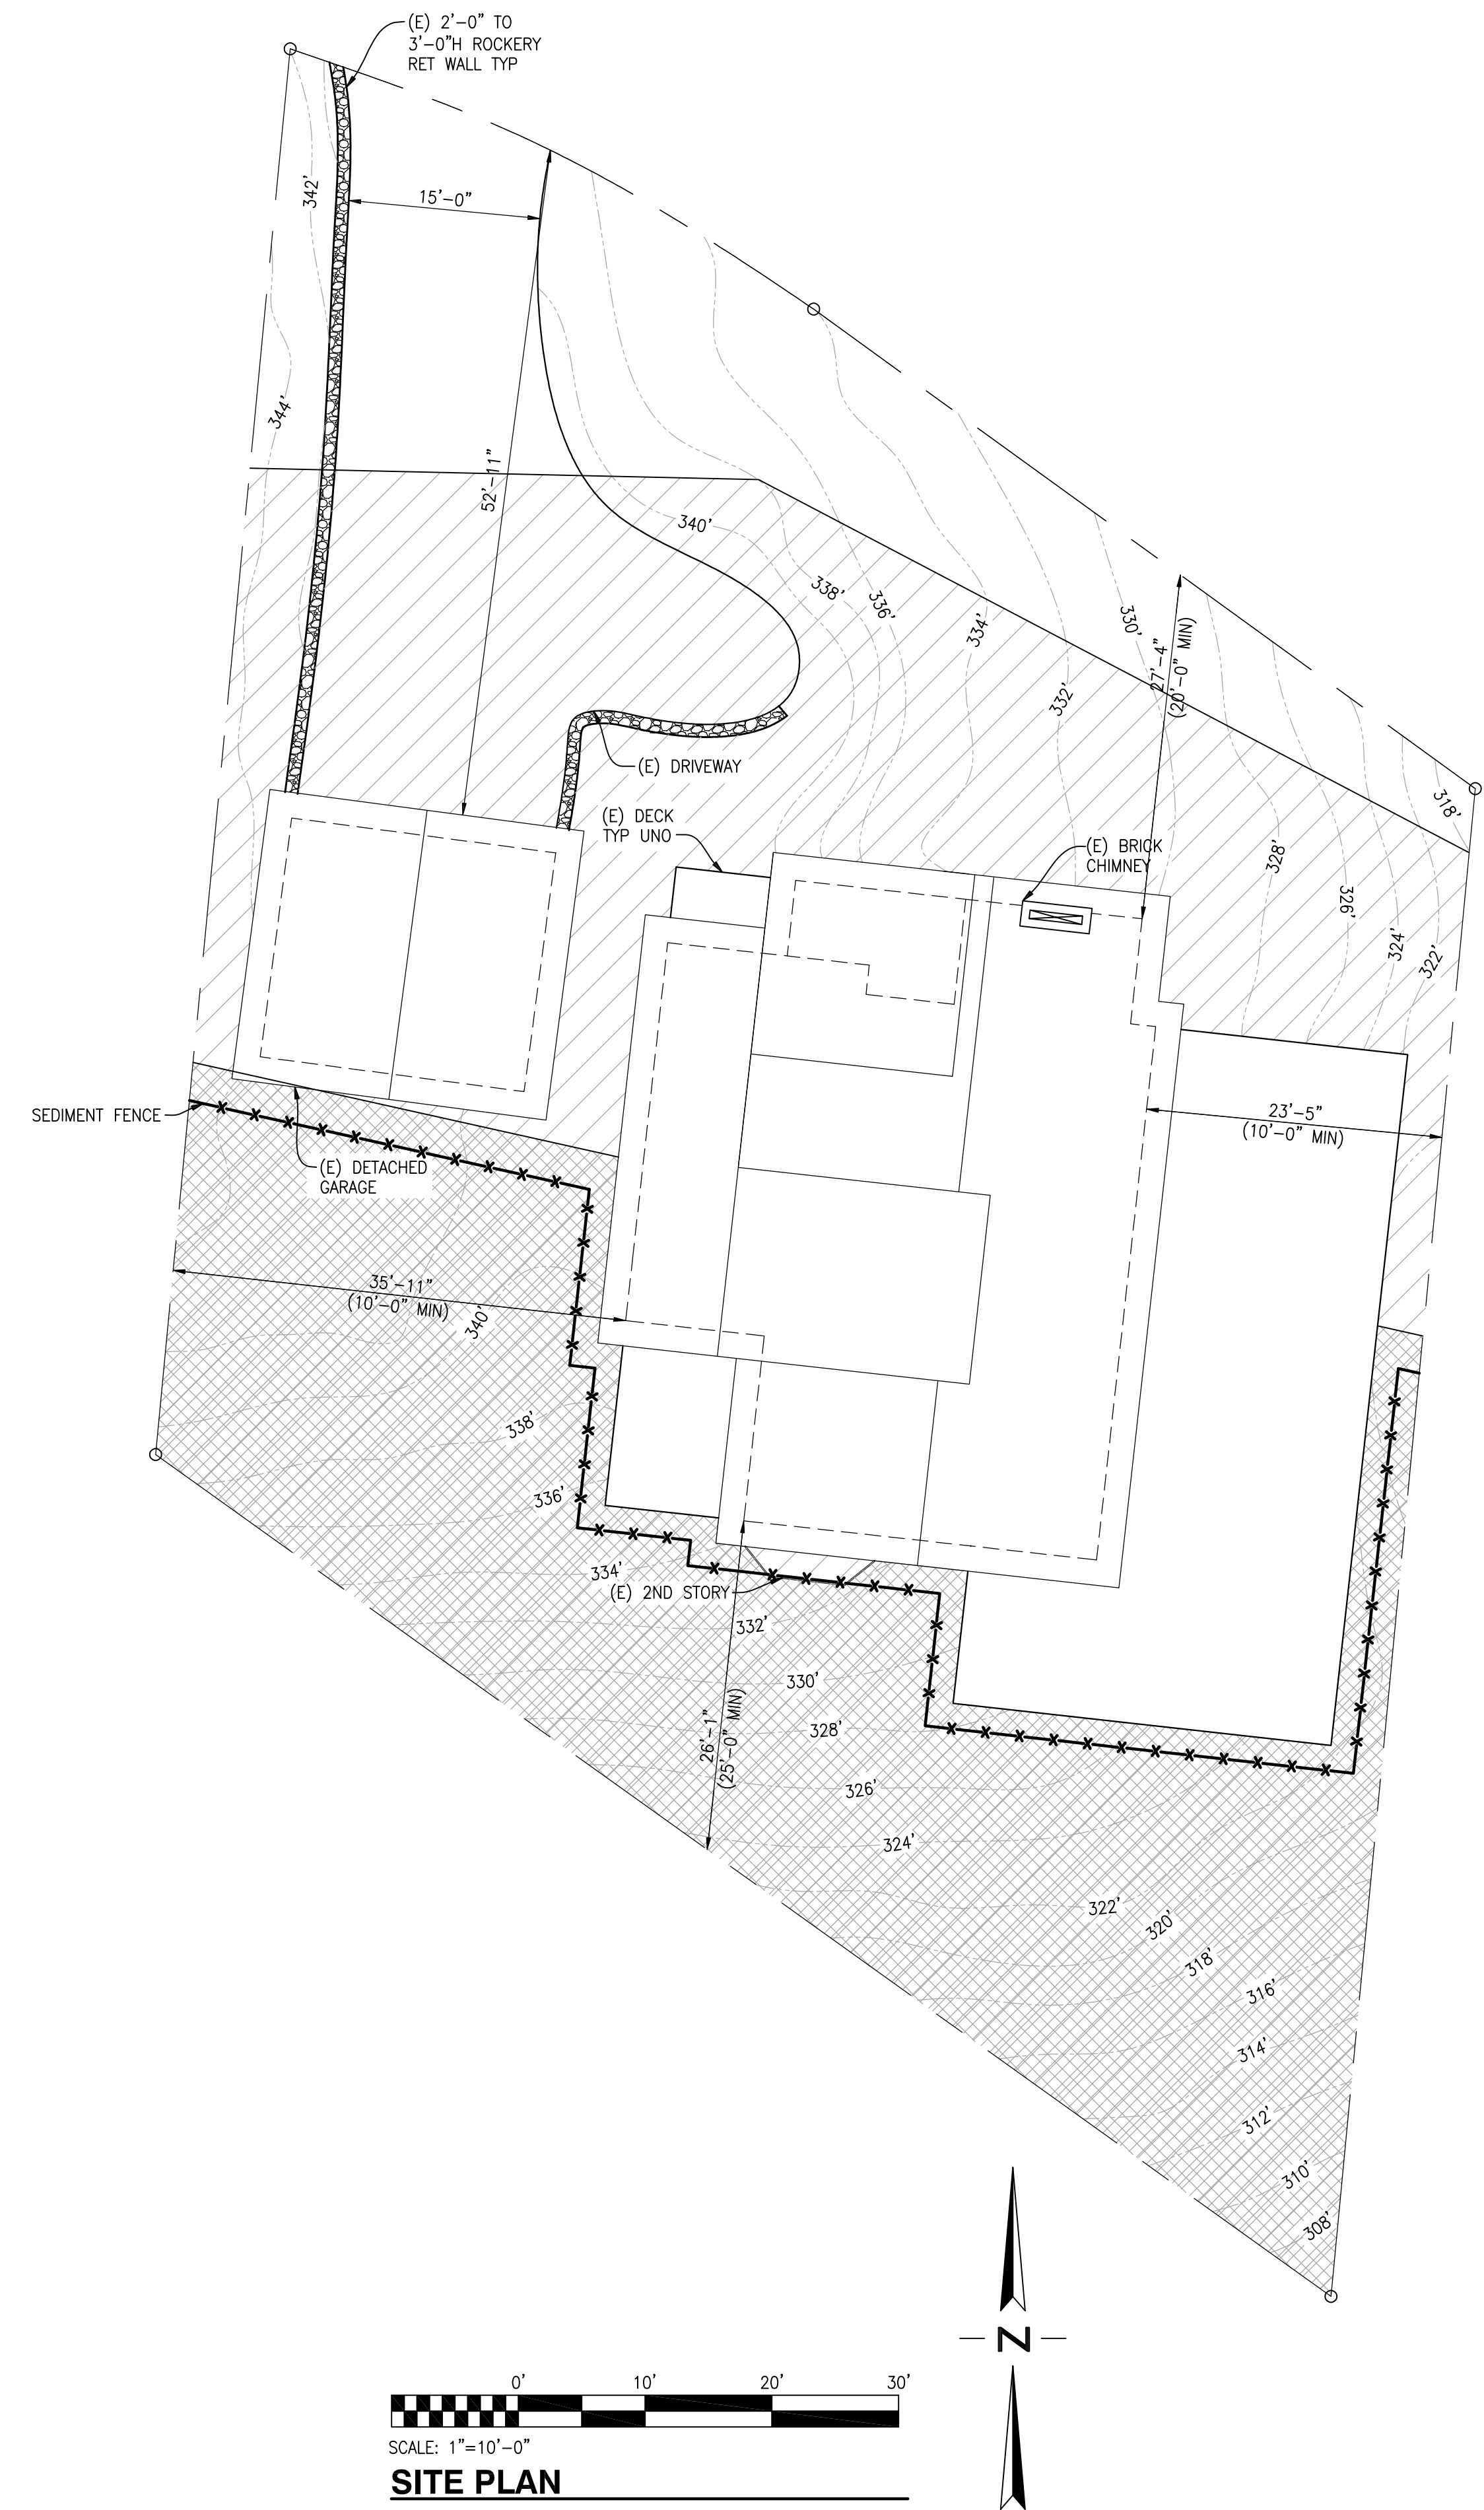 (E) 2'-0" TO
3'-0"H ROCKERY
RET WALL TYP
342'
15'-0"
344'
52'-11"
340'
338'
336'
334'
332'
330'
27'-4"
(20'-0" MIN)
318'
(E) DRIVEWAY
(E) DECK
TYP UNO
(E) BRICK
CHIMNEY
328'
326'
324'
322'
SEDIMENT FENCE
23'-5"
(10'-0" MIN)
(E) DETACHED
GARAGE
35'-11"
(10'-0" MIN)
340'
338'
336'
334'
(E) 2ND STORY
332'
330'
328'
26'-1"
(25'-0" MIN)
326'
324'
322'
320'
318'
316'
314'
312'
310'
308'
N
0' 10' 20' 30'
SCALE: 1"=10'-0"
SITE PLAN